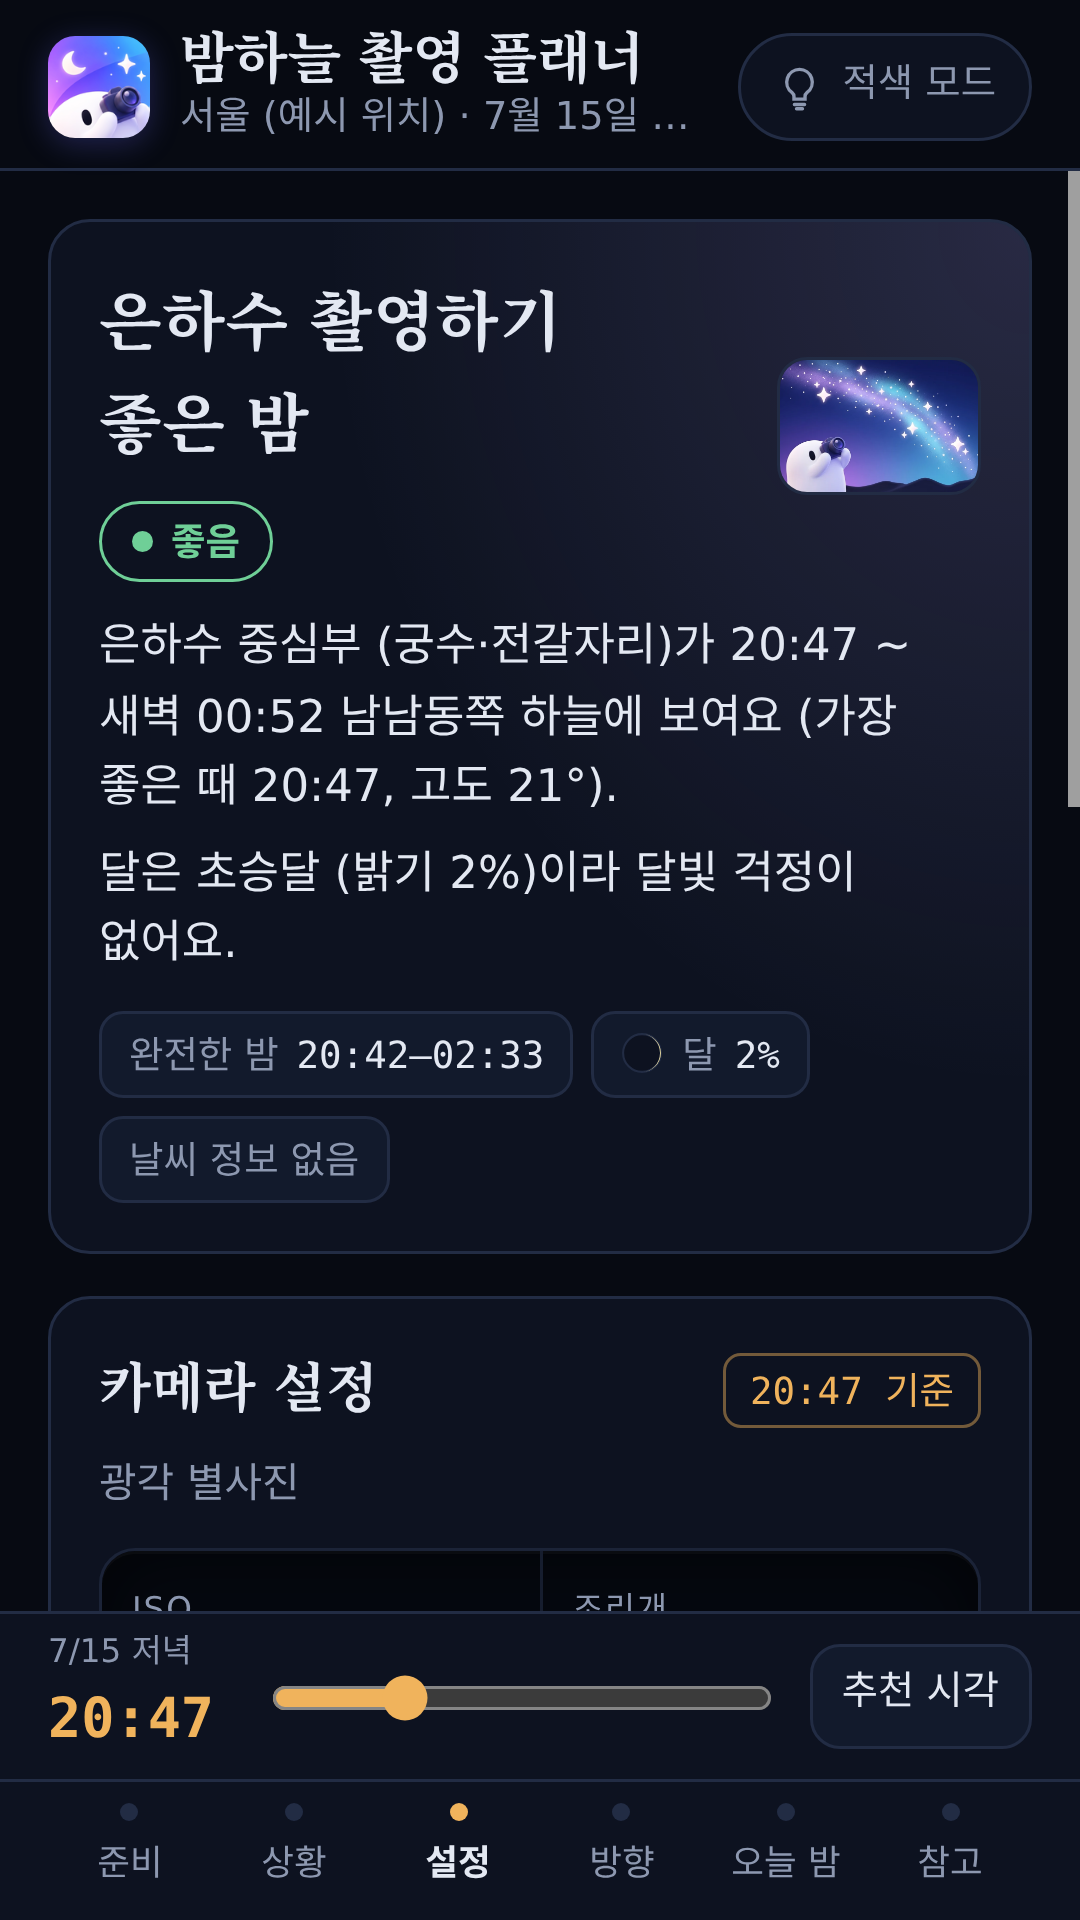 밤하늘 촬영 플래너
서울 (예시 위치) · 7월 15일 ...
적색 모드
은하수 촬영하기
좋은 밤
좋음
은하수 중심부 (궁수·전갈자리)가 20:47 ~
새벽 00:52 남남동쪽 하늘에 보여요 (가장
좋은 때 20:47, 고도 21°).
달은 초승달 (밝기 2%)이라 달빛 걱정이
없어요.
완전한 밤 20:42–02:33
달 2%
날씨 정보 없음
카메라 설정
20:47 기준
광각 별사진
ISO
조리개
7/15 저녁
20:47
추천 시각
준비
상황
설정
방향
오늘 밤
참고